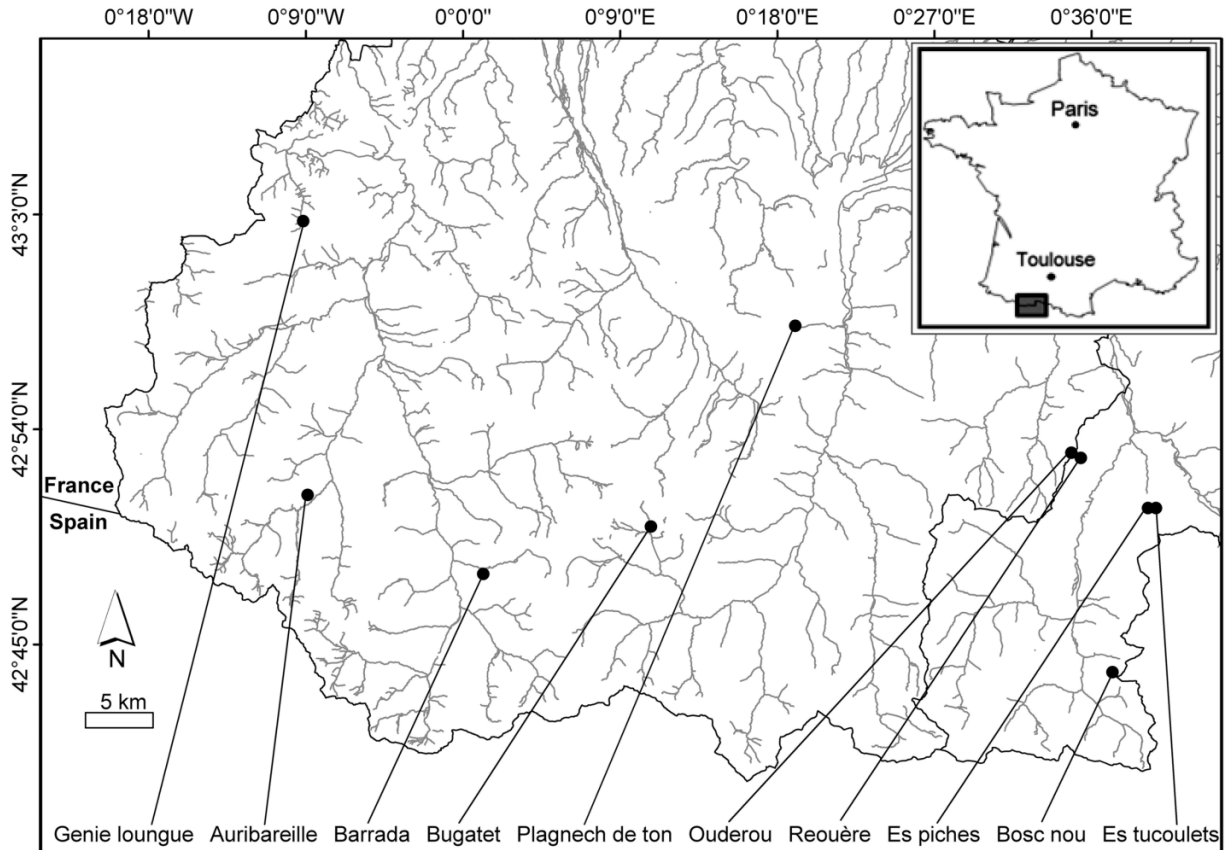 0°18'0"W 0°9'0"W 0°0'0" 0°9'0"E 0°18'0"E 0°27'0"E 0°36'0"E
Paris
43°3'0"N
Toulouse
42°54'0"N
France
Spain
42°45'0"N
N
5 km
Genie loungue Auribareille Barrada Bugatet Plagnech de ton Ouderou Reouère Es piches Bosc nou Es tucoulets